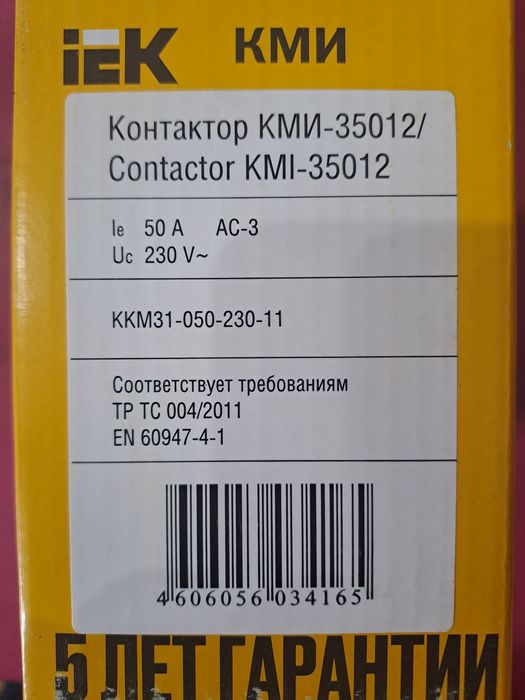 iEK КМИ
Контактор КМИ-35012/
Contactor KMI-35012
Ie 50 A AC-3
Uc 230 V~
KKM31-050-230-11
Соответствует требованиям
ТР ТС 004/2011
EN 60947-4-1
4 606056 034165
5 ЛЕТ ГАРАНТИИ